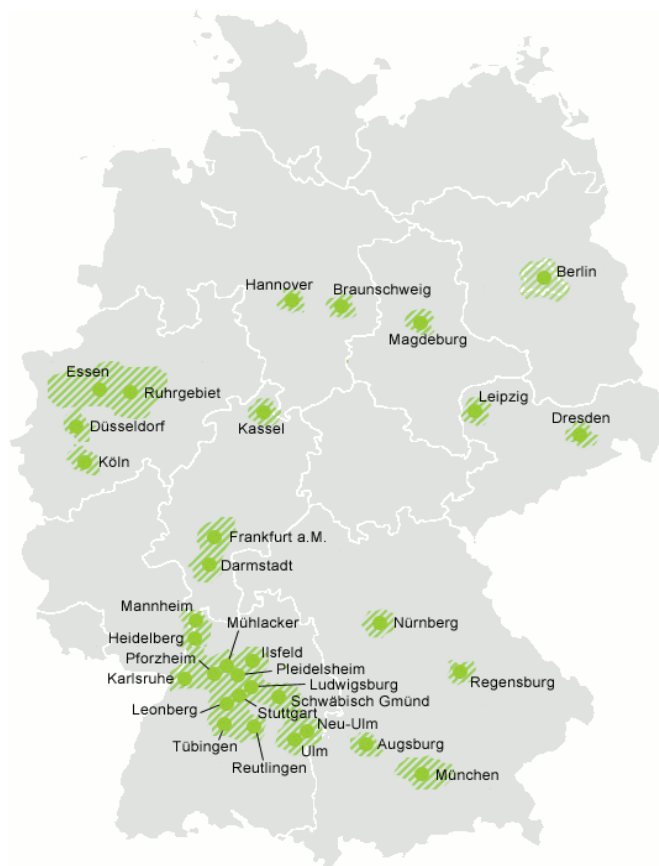 Berlin
Hannover
Braunschweig
Magdeburg
Essen
Ruhrgebiet
Leipzig
Düsseldorf
Kassel
Dresden
Köln
Frankfurt a.M.
Darmstadt
Mannheim
Mühlacker
Nürnberg
Heidelberg
Ilsfeld
Pforzheim
Pleidelsheim
Karlsruhe
Ludwigsburg
Regensburg
Schwäbisch Gmünd
Leonberg
Stuttgart
Neu-Ulm
Tübingen
Ulm
Augsburg
Reutlingen
München